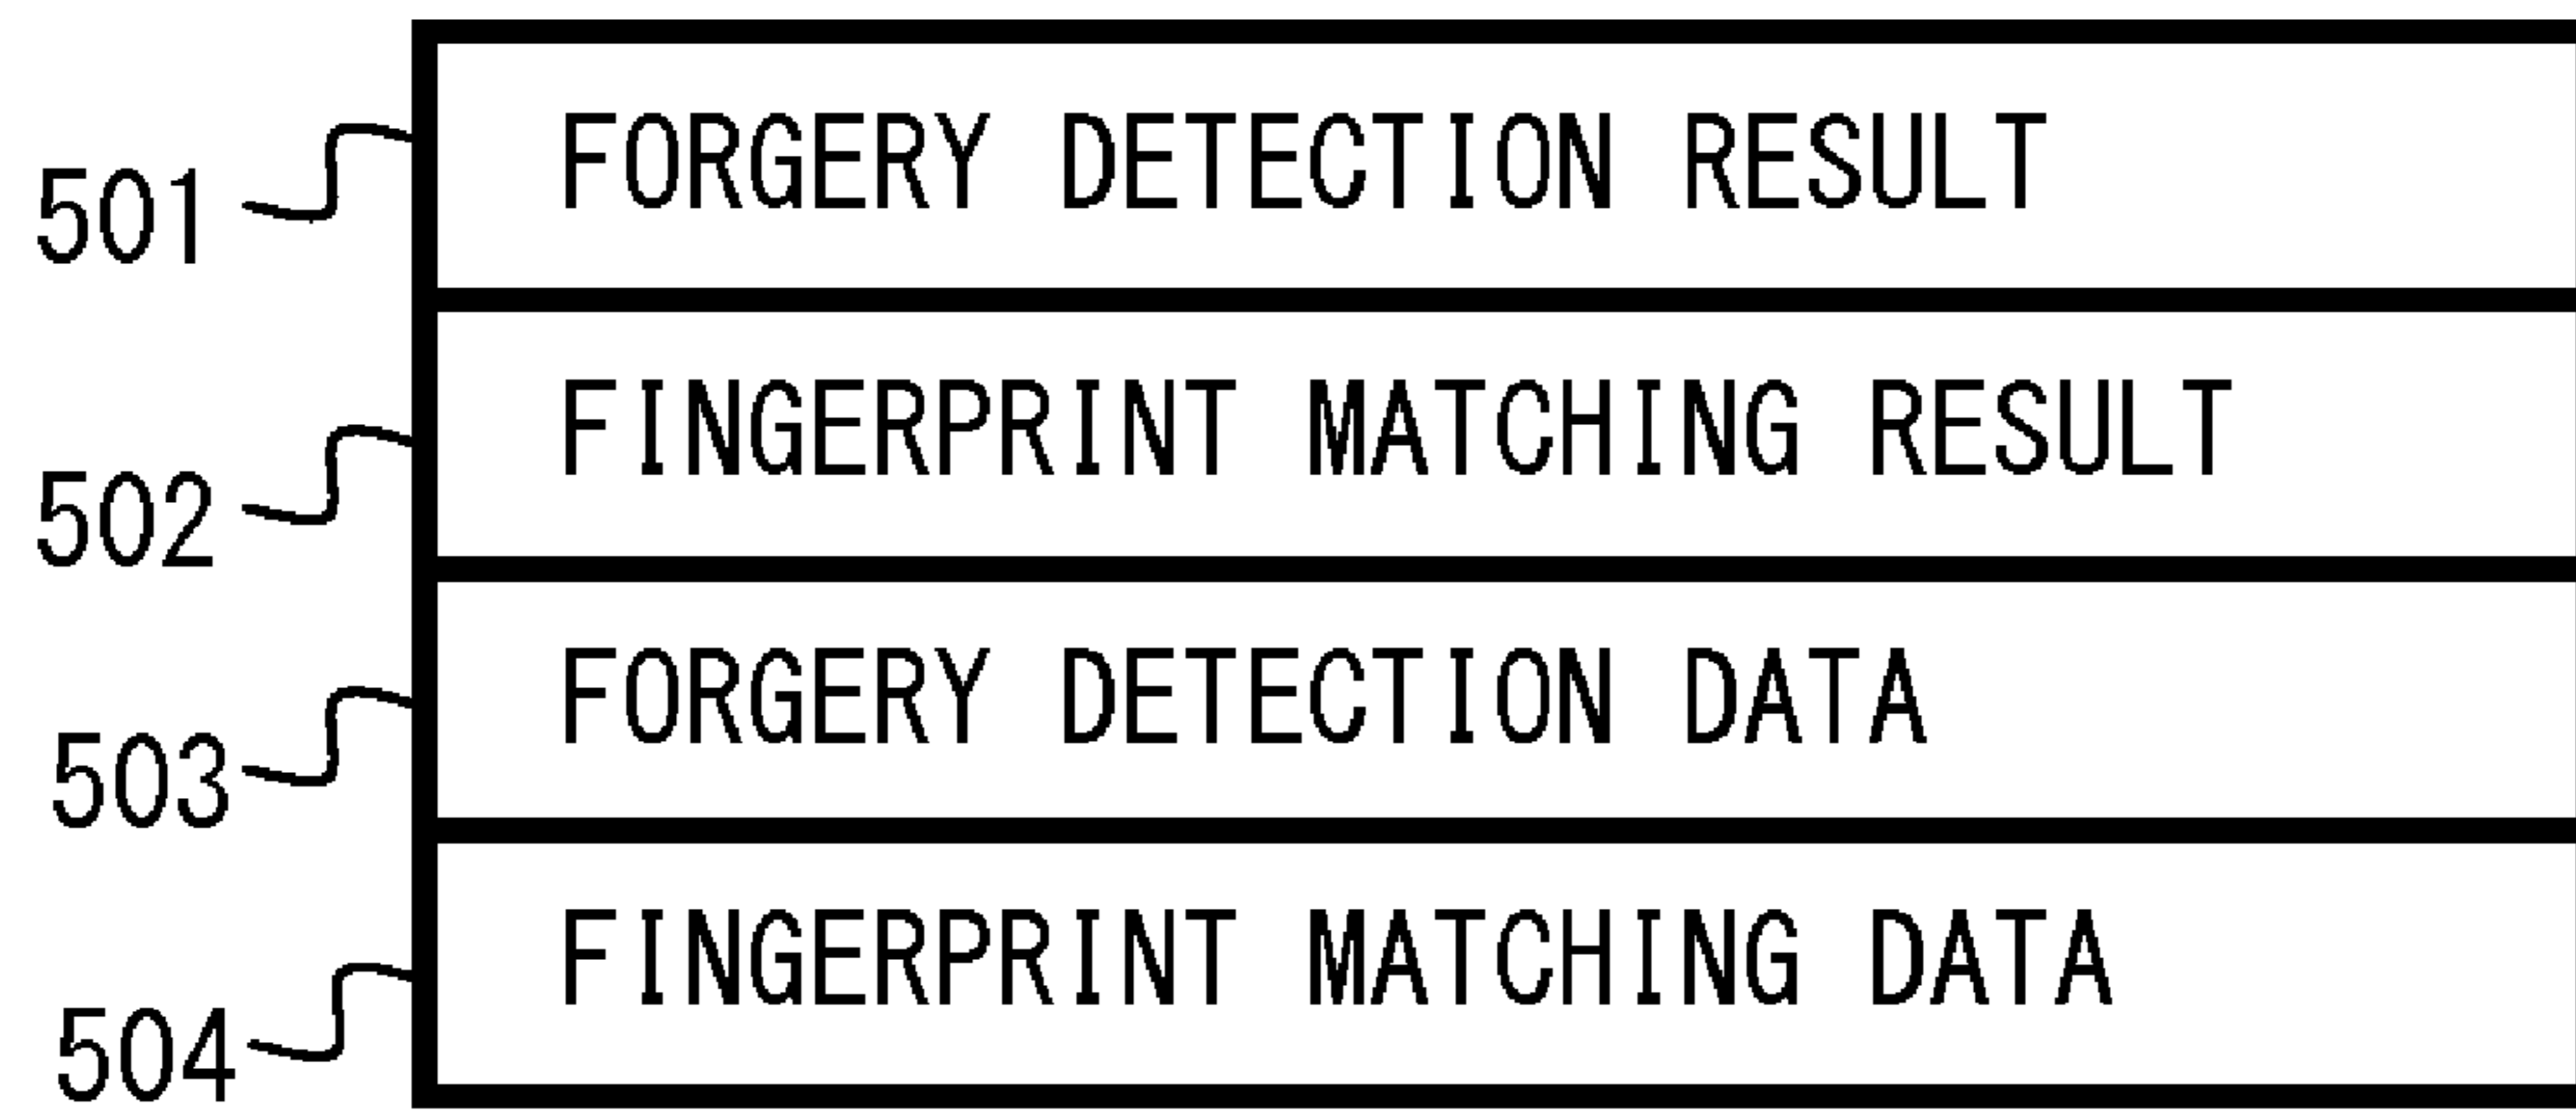 501 FORGERY DETECTION RESULT
502 FINGERPRINT MATCHING RESULT
503 FORGERY DETECTION DATA
504 FINGERPRINT MATCHING DATA